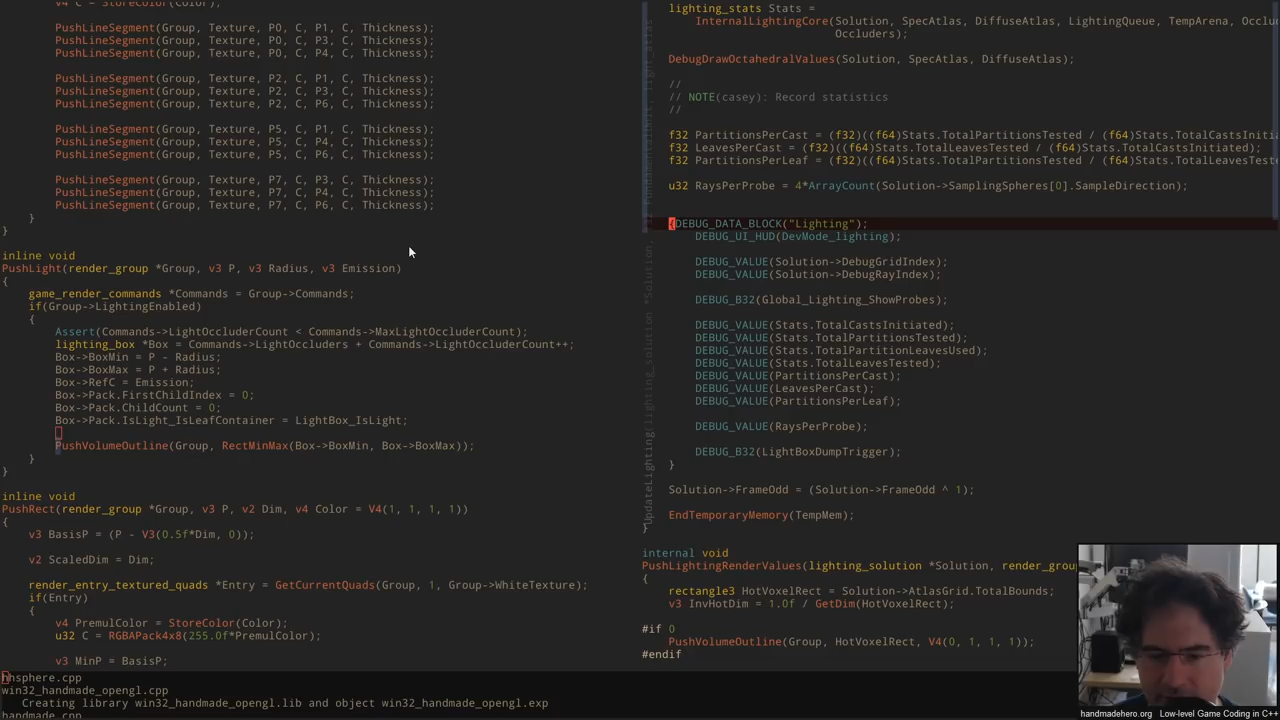 v4 C = StoreColor(Color);
PushLineSegment(Group, Texture, P0, C, P1, C, Thickness);
PushLineSegment(Group, Texture, P0, C, P3, C, Thickness);
PushLineSegment(Group, Texture, P0, C, P4, C, Thickness);
PushLineSegment(Group, Texture, P2, C, P1, C, Thickness);
PushLineSegment(Group, Texture, P2, C, P3, C, Thickness);
PushLineSegment(Group, Texture, P2, C, P6, C, Thickness);
PushLineSegment(Group, Texture, P5, C, P1, C, Thickness);
PushLineSegment(Group, Texture, P5, C, P4, C, Thickness);
PushLineSegment(Group, Texture, P5, C, P6, C, Thickness);
PushLineSegment(Group, Texture, P7, C, P3, C, Thickness);
PushLineSegment(Group, Texture, P7, C, P4, C, Thickness);
PushLineSegment(Group, Texture, P7, C, P6, C, Thickness);
}
}
inline void
PushLight(render_group *Group, v3 P, v3 Radius, v3 Emission)
{
game_render_commands *Commands = Group->Commands;
if(Group->LightingEnabled)
{
Assert(Commands->LightOccluderCount < Commands->MaxLightOccluderCount);
lighting_box *Box = Commands->LightOccluders + Commands->LightOccluderCount++;
Box->BoxMin = P - Radius;
Box->BoxMax = P + Radius;
Box->RefC = Emission;
Box->Pack.FirstChildIndex = 0;
Box->Pack.ChildCount = 0;
Box->Pack.IsLight_IsLeafContainer = LightBox_IsLight;
PushVolumeOutline(Group, RectMinMax(Box->BoxMin, Box->BoxMax));
}
}
inline void
PushRect(render_group *Group, v3 P, v2 Dim, v4 Color = V4(1, 1, 1, 1))
{
v3 BasisP = (P - V3(0.5f*Dim, 0));
v2 ScaledDim = Dim;
render_entry_textured_quads *Entry = GetCurrentQuads(Group, 1, Group->WhiteTexture);
if(Entry)
{
v4 PremulColor = StoreColor(Color);
u32 C = RGBAPack4x8(255.0f*PremulColor);
v3 MinP = BasisP;
hhsphere.cpp
win32_handmade_opengl.cpp
Creating library win32_handmade_opengl.lib and object win32_handmade_opengl.exp
handmade.cpp
lighting_stats Stats =
InternalLightingCore(Solution, SpecAtlas, DiffuseAtlas, LightingQueue, TempArena, Occlu
Occluders);
DebugDrawOctahedralValues(Solution, SpecAtlas, DiffuseAtlas);
//
// NOTE(casey): Record statistics
//
f32 PartitionsPerCast = (f32)((f64)Stats.TotalPartitionsTested / (f64)Stats.TotalCastsInitia
f32 LeavesPerCast = (f32)((f64)Stats.TotalLeavesTested / (f64)Stats.TotalCastsInitiated);
f32 PartitionsPerLeaf = (f32)((f64)Stats.TotalPartitionsTested / (f64)Stats.TotalLeavesTeste
u32 RaysPerProbe = 4*ArrayCount(Solution->SamplingSpheres[0].SampleDirection);
{DEBUG_DATA_BLOCK("Lighting");
DEBUG_UI_HUD(DevMode_lighting);
DEBUG_VALUE(Solution->DebugGridIndex);
DEBUG_VALUE(Solution->DebugRayIndex);
DEBUG_B32(Global_Lighting_ShowProbes);
DEBUG_VALUE(Stats.TotalCastsInitiated);
DEBUG_VALUE(Stats.TotalPartitionsTested);
DEBUG_VALUE(Stats.TotalPartitionLeavesUsed);
DEBUG_VALUE(Stats.TotalLeavesTested);
DEBUG_VALUE(PartitionsPerCast);
DEBUG_VALUE(LeavesPerCast);
DEBUG_VALUE(PartitionsPerLeaf);
DEBUG_VALUE(RaysPerProbe);
DEBUG_B32(LightBoxDumpTrigger);
}
Solution->FrameOdd = (Solution->FrameOdd ^ 1);
EndTemporaryMemory(TempMem);
}
internal void
PushLightingRenderValues(lighting_solution *Solution, render_grou
{
rectangle3 HotVoxelRect = Solution->AtlasGrid.TotalBounds;
v3 InvHotDim = 1.0f / GetDim(HotVoxelRect);
#if 0
PushVolumeOutline(Group, HotVoxelRect, V4(0, 1, 1, 1));
#endif
handmadehero.org Low-level Game Coding in C++